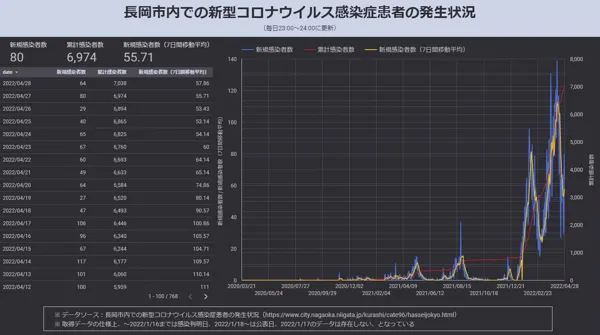 長岡市内での新型コロナウイルス感染症患者の発生状況
（毎日23:00～24:00に更新）
新規感染者数 累計感染者数 新規感染者数（7日間移動平均）
80 6,974 55.71
date 新規感染者数 累計感染者数 新規感染者数（7日間移動平均）
2022/04/28 64 7,038 57.86
2022/04/27 80 6,974 55.71
2022/04/26 29 6,894 53.43
2022/04/25 40 6,865 53.14
2022/04/24 65 6,825 54.14
2022/04/23 67 6,760 60
2022/04/22 60 6,693 64.14
2022/04/21 49 6,633 65.14
2022/04/20 64 6,584 74.86
2022/04/19 27 6,520 80.14
2022/04/18 47 6,493 90.57
2022/04/17 106 6,446 100.86
2022/04/16 96 6,340 105.57
2022/04/15 67 6,244 104.71
2022/04/14 117 6,177 109.57
2022/04/13 101 6,060 110.14
2022/04/12 100 5,959 111
1 - 100 / 768
新規感染者数 累計感染者数 新規感染者数（7日間移動平均）
140
120
100
80
60
40
20
0
新規感染者数 | 新規感染者数（7日間移動平均）
8,000
7,000
6,000
5,000
4,000
3,000
2,000
1,000
0
累計感染者数
2020/03/21 2020/07/27 2020/12/01 2021/04/09 2021/08/15 2021/12/21 2022/04/28
2020/05/24 2020/09/28 2021/02/05 2021/06/12 2021/10/18 2022/02/23
※ データソース：長岡市内での新型コロナウイルス感染症患者の発生状況（https://www.city.nagaoka.niigata.jp/kurashi/cate96/hasseijokyo.html）
※ 取得データの仕様上、～2022/1/16までは感染判明日、2022/1/18～は公表日、2022/1/17のデータは存在しない、となっている